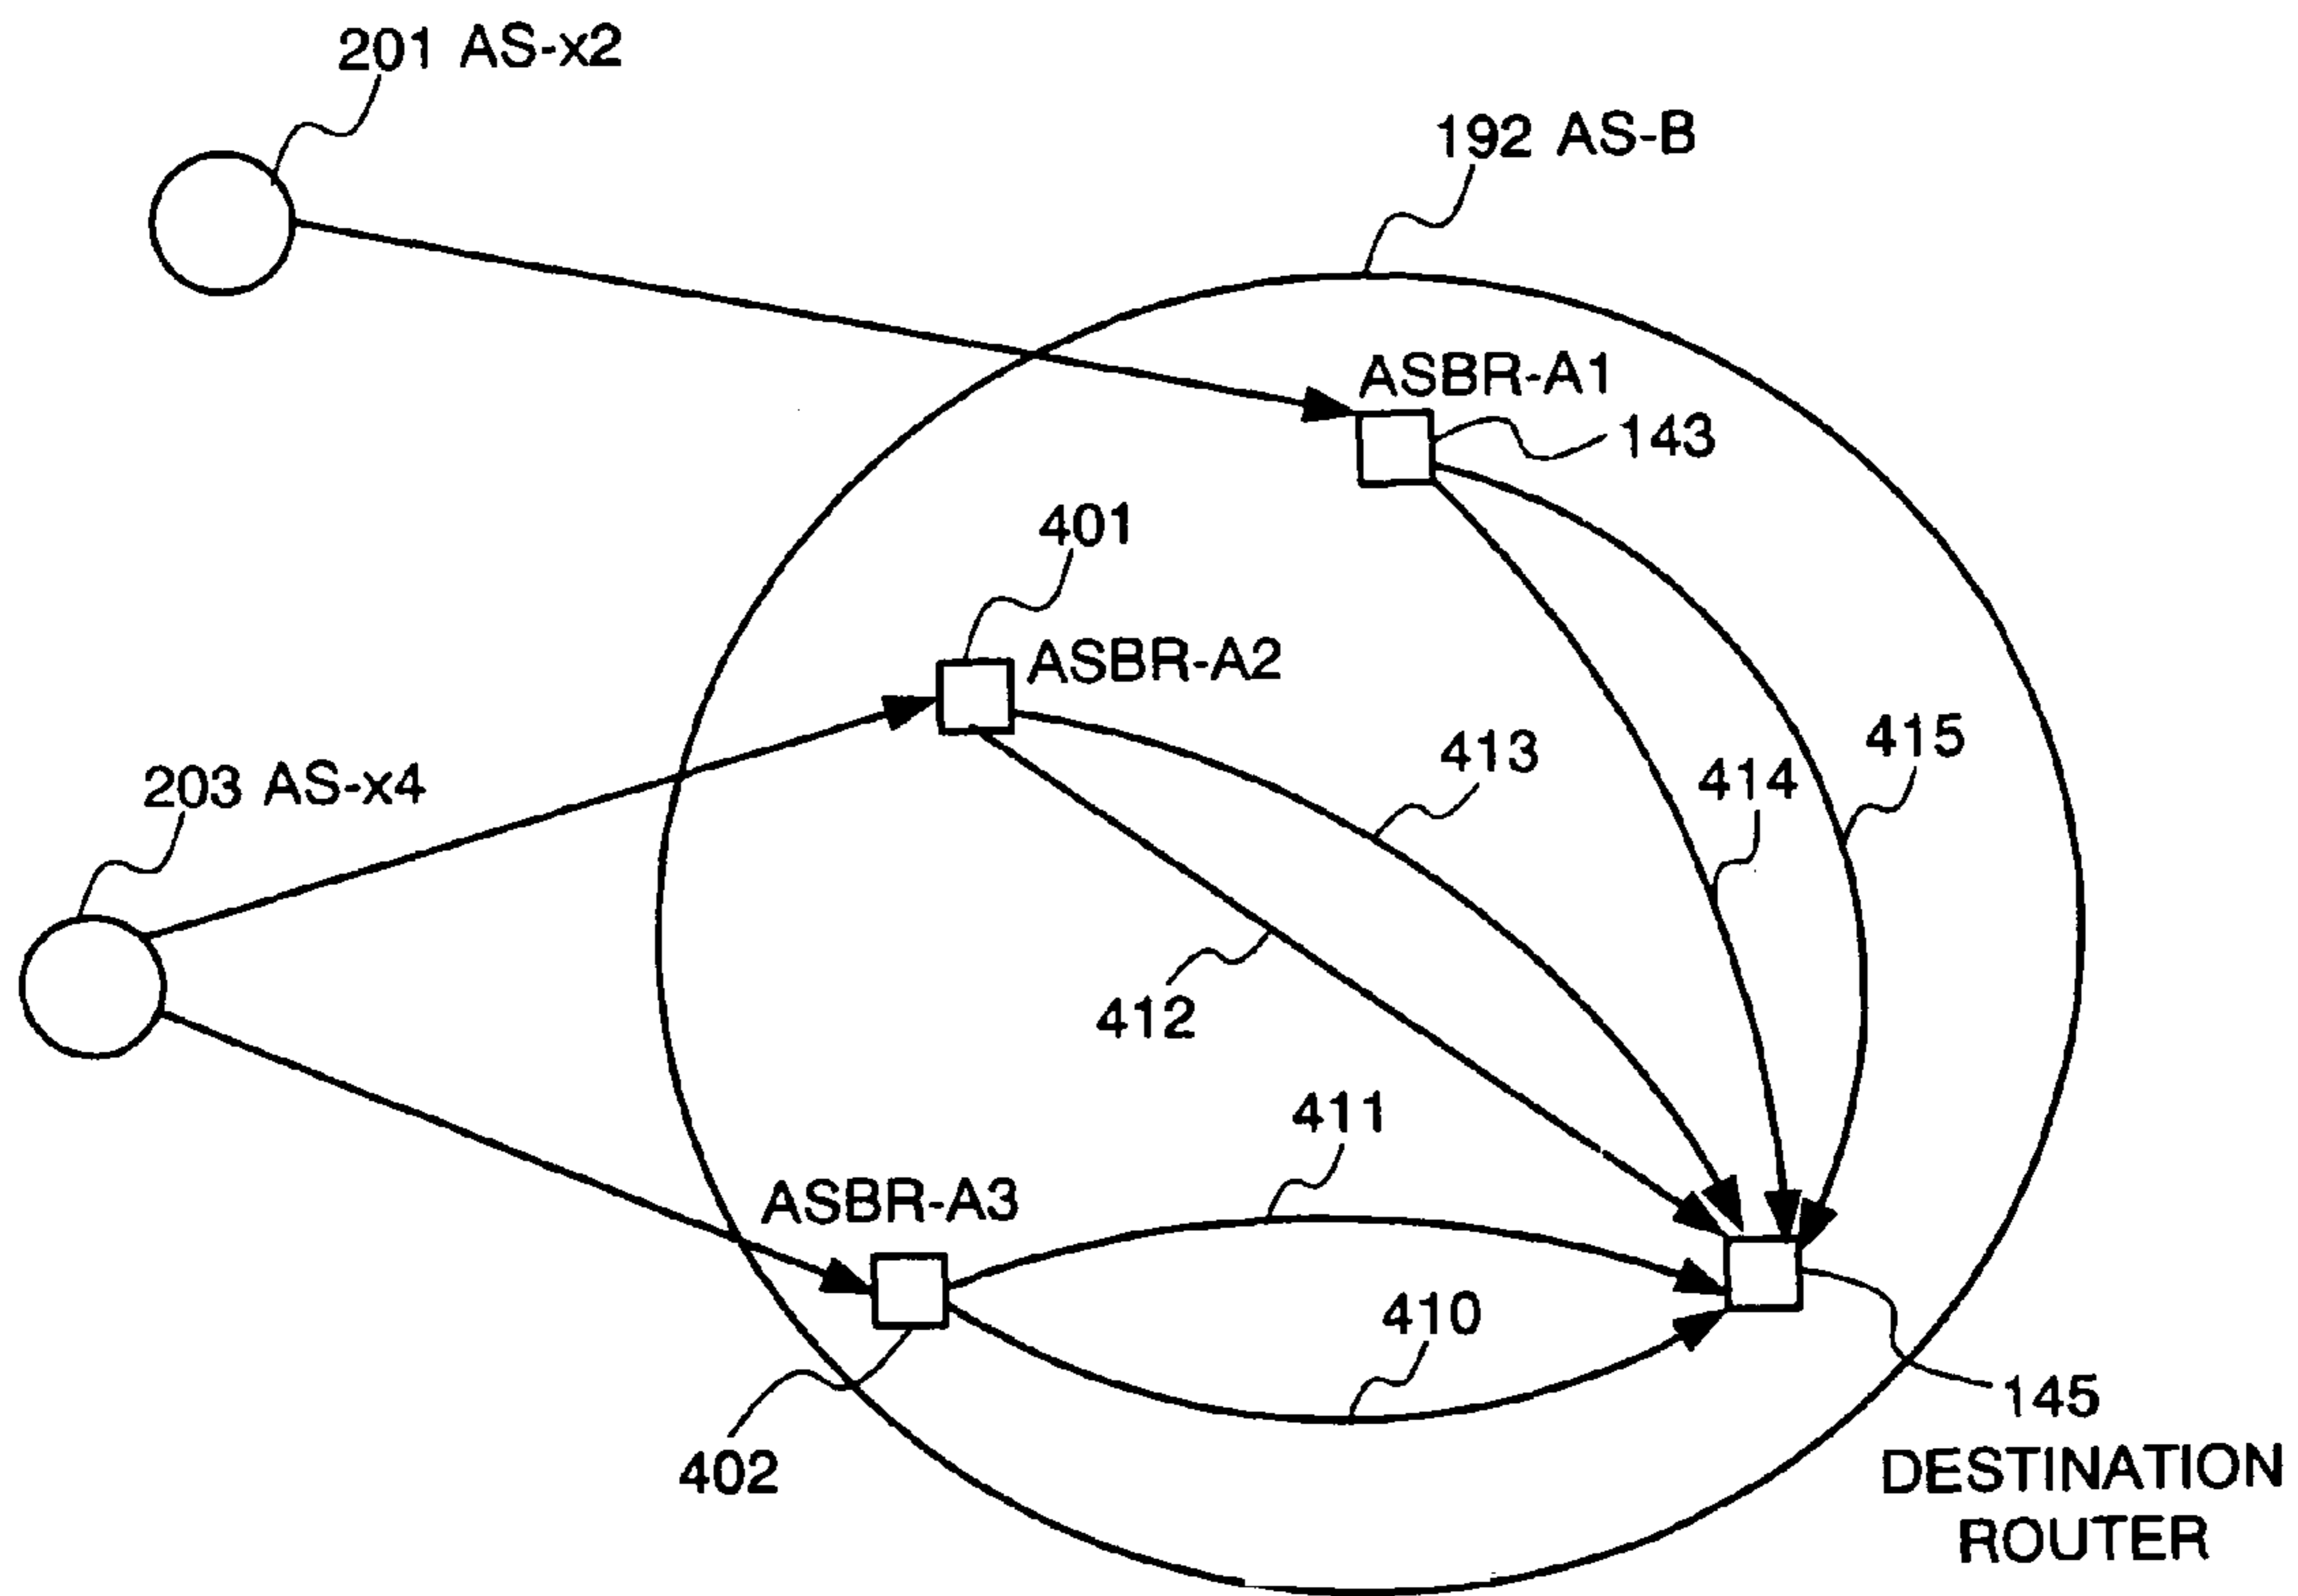 201 AS-x2
192 AS-B
ASBR-A1
143
401
ASBR-A2
413
414
415
203 AS-x4
412
411
ASBR-A3
410
402
145
DESTINATION
ROUTER